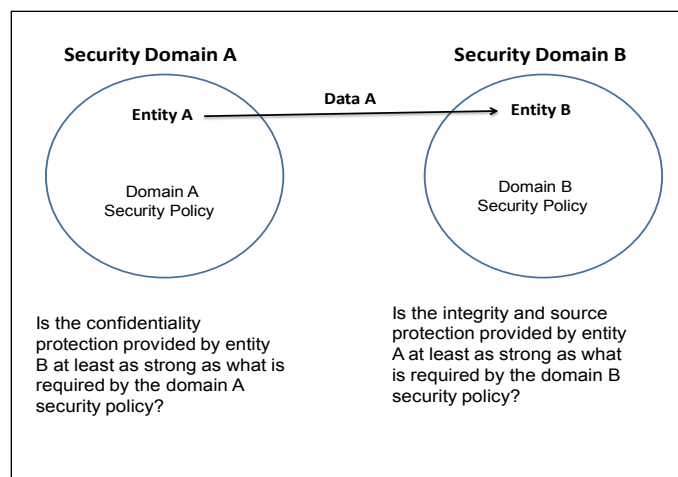 Security Domain A
Security Domain B
Data A
Entity A
Entity B
Domain A
Security Policy
Domain B
Security Policy
Is the confidentiality
protection provided by entity
B at least as strong as what is
required by the domain A
security policy?
Is the integrity and source
protection provided by entity
A at least as strong as what
is required by the domain B
security policy?